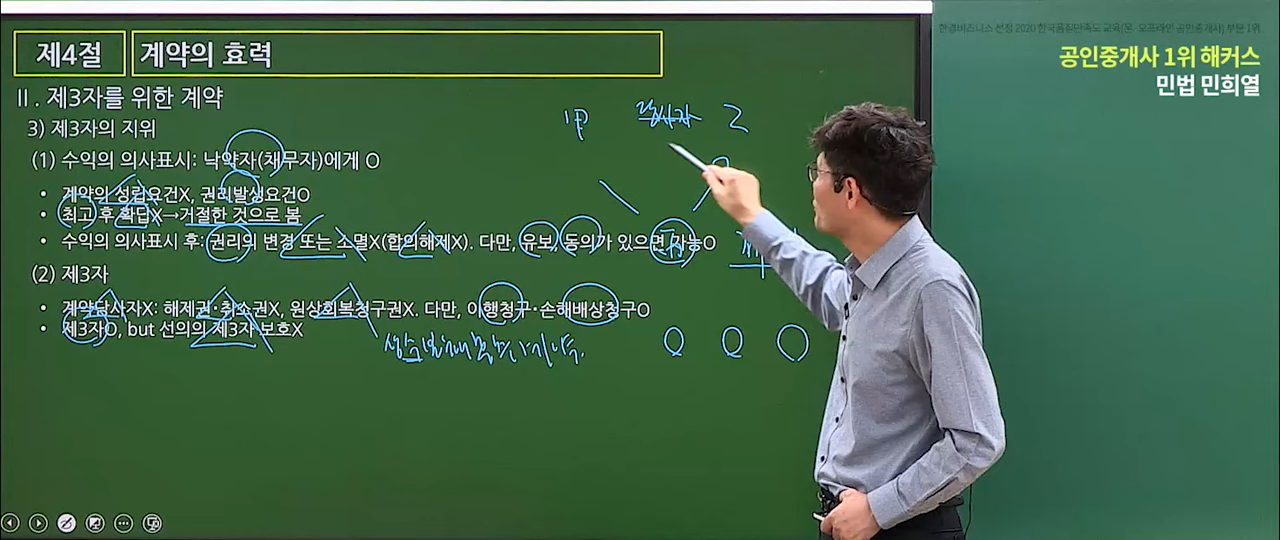 한경비즈니스 선정 2020 한국품질만족도 교육(온·오프라인 공인중개사) 부문 1위
공인중개사 1위 해커스
민법 민희열
제4절 계약의 효력
Ⅱ. 제3자를 위한 계약
3) 제3자의 지위
甲 당사자 乙
(1) 수익의 의사표시: 낙약자(채무자)에게 O
• 계약의 성립요건X, 권리발생요건O
• 최고 후 확답X→거절한 것으로 봄
• 수익의 의사표시 후: 권리의 변경 또는 소멸X(합의해제X). 다만, 유보, 동의가 있으면 가능O
(2) 제3자
• 계약당사자X: 해제권·취소권X, 원상회복청구권X. 다만, 이행청구·손해배상청구O
• 제3자O, but 선의의 제3자 보호X